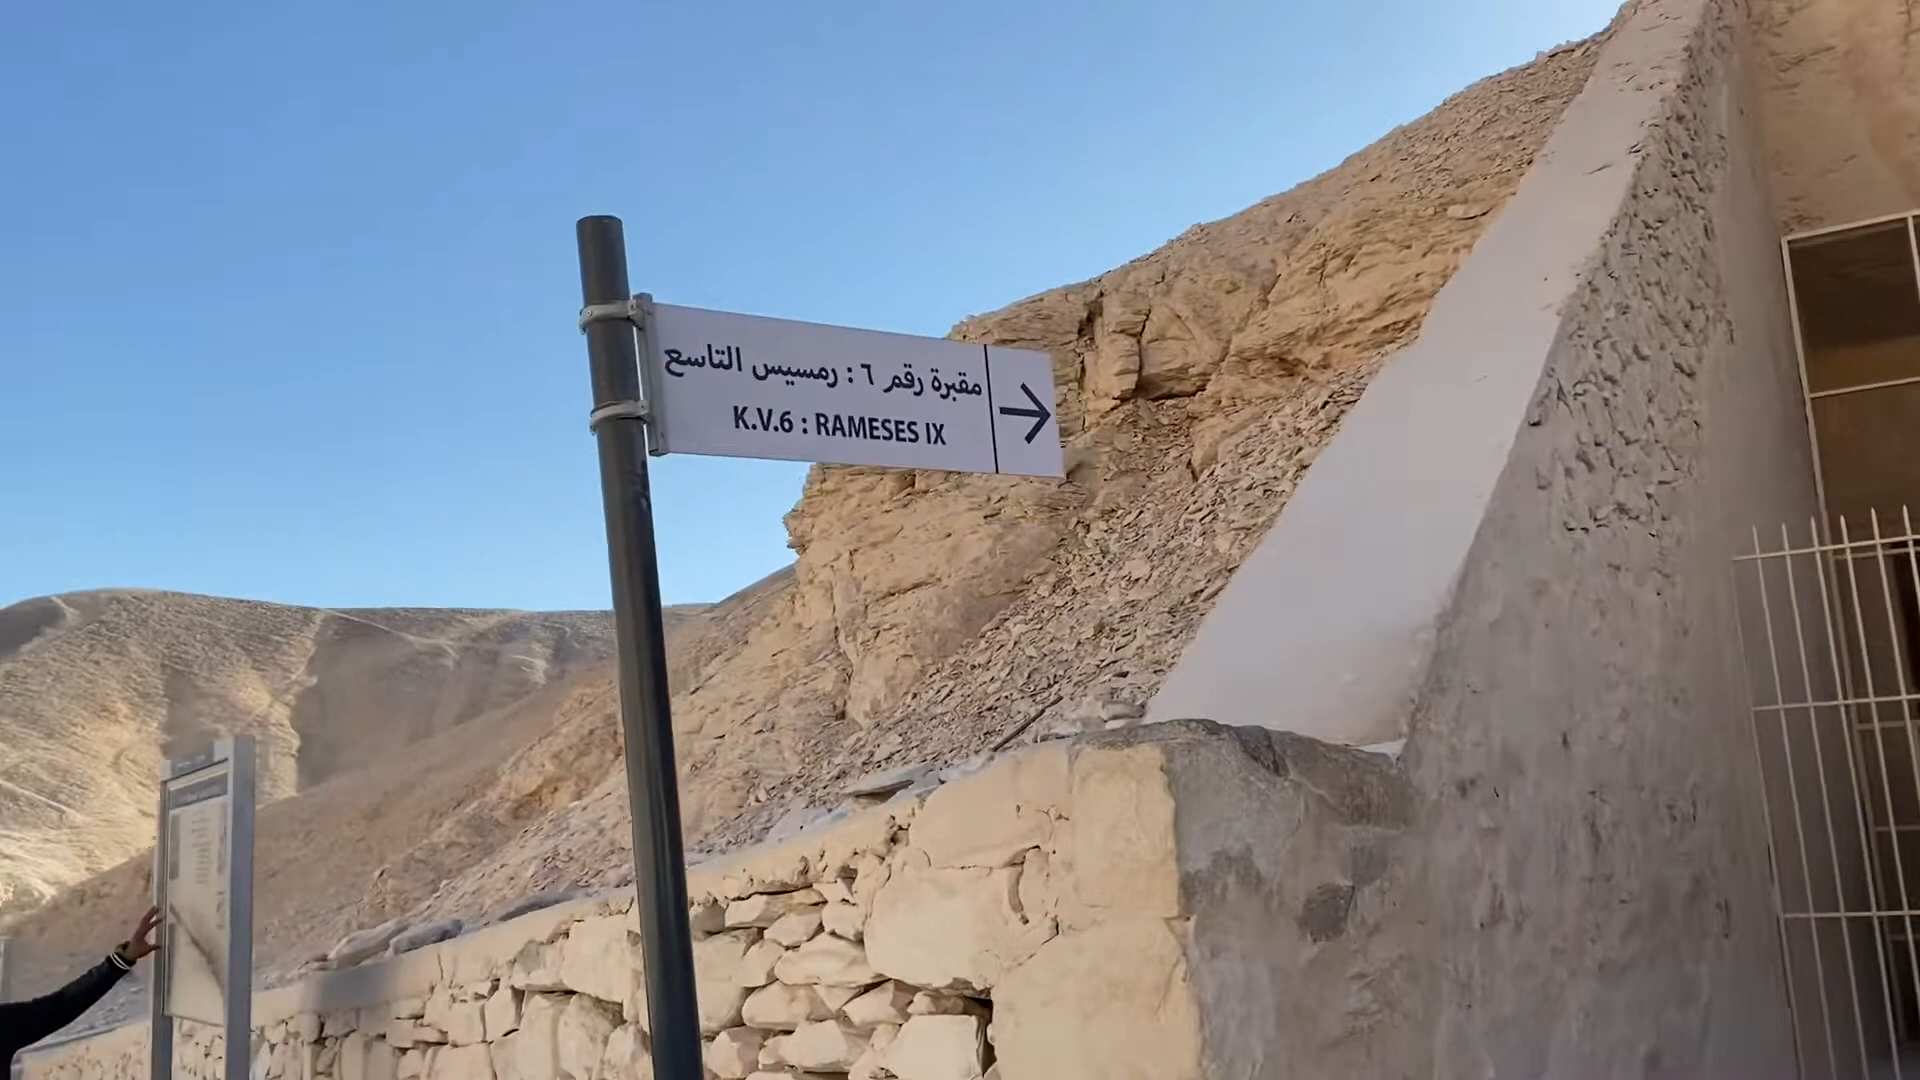 مقبرة رقم ٦ : رمسيس التاسع
K.V.6 : RAMESES IX